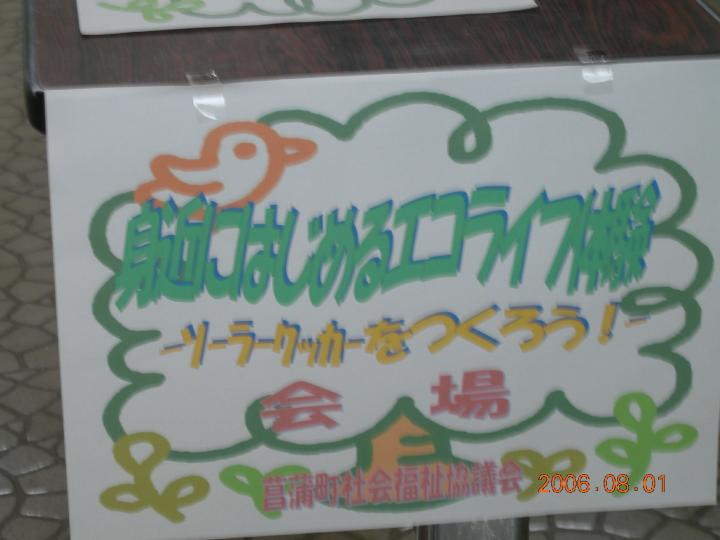 身近にはじめるエコライフ体験
-ソーラークッカーをつくろう!-
会場
菖蒲町社会福祉協議会
2006.08.01